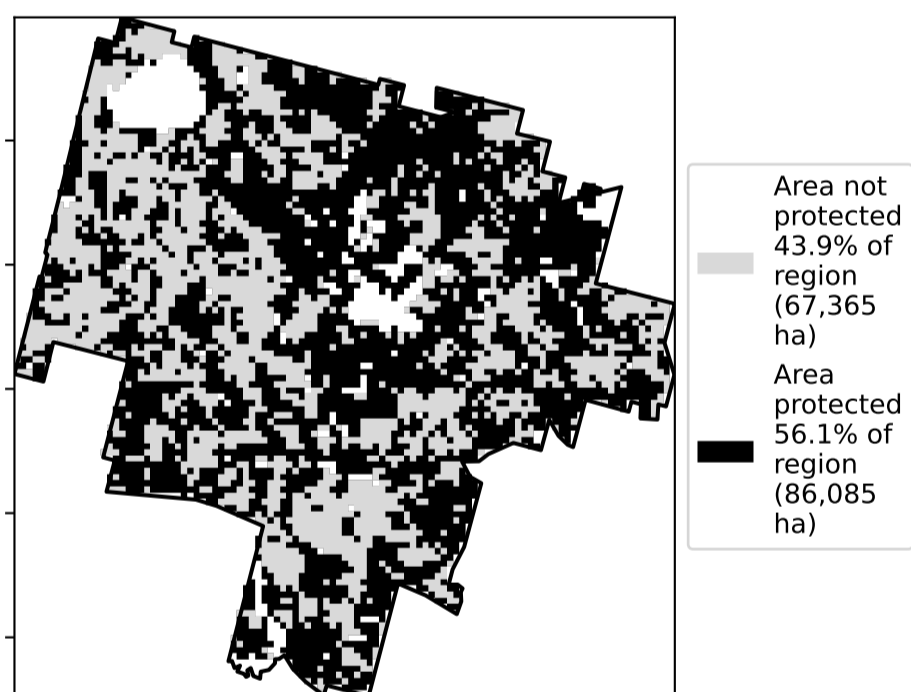 Area not
protected
43.9% of
region
(67,365
ha)
Area
protected
56.1% of
region
(86,085
ha)